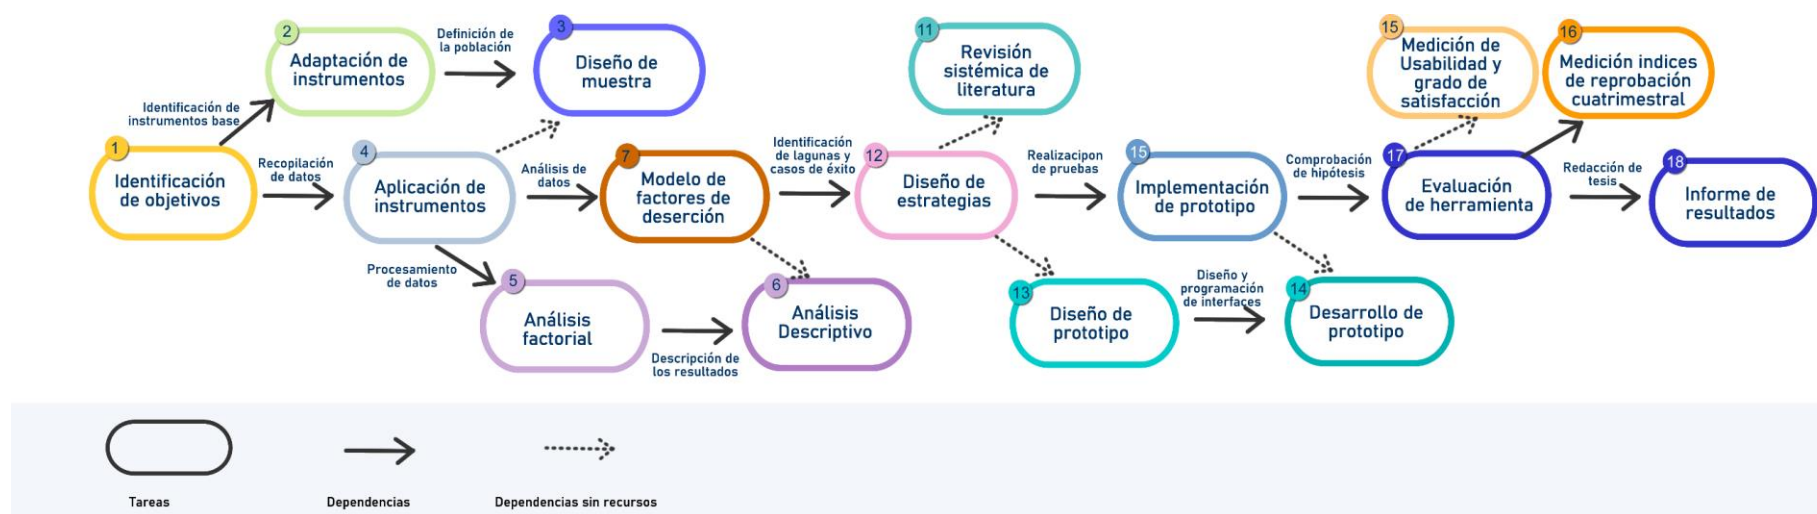 2
Adaptación de
instrumentos
Definición de
la población
3
Diseño de
muestra
11
Revisión
sistémica de
literatura
15
Medición de
Usabilidad y
grado de
satisfacción
16
Medición indices
de reprobación
cuatrimestral
Identificación de
instrumentos base
1
Identificación
de objetivos
Recopilación
de datos
4
Aplicación de
instrumentos
Análisis de
datos
7
Modelo de
factores de
deserción
Identificación
de lagunas y
casos de éxito
12
Diseño de
estrategias
Realizacipon
de pruebas
15
Implementación
de prototipo
Comprobación
de hipótesis
17
Evaluación
de herramienta
Redacción de
tesis
18
Informe de
resultados
Procesamiento
de datos
5
Análisis
factorial
Descripción de
los resultados
6
Análisis
Descriptivo
13
Diseño de
prototipo
Diseño y
programación
de interfaces
14
Desarrollo de
prototipo
Tareas
Dependencias
Dependencias sin recursos